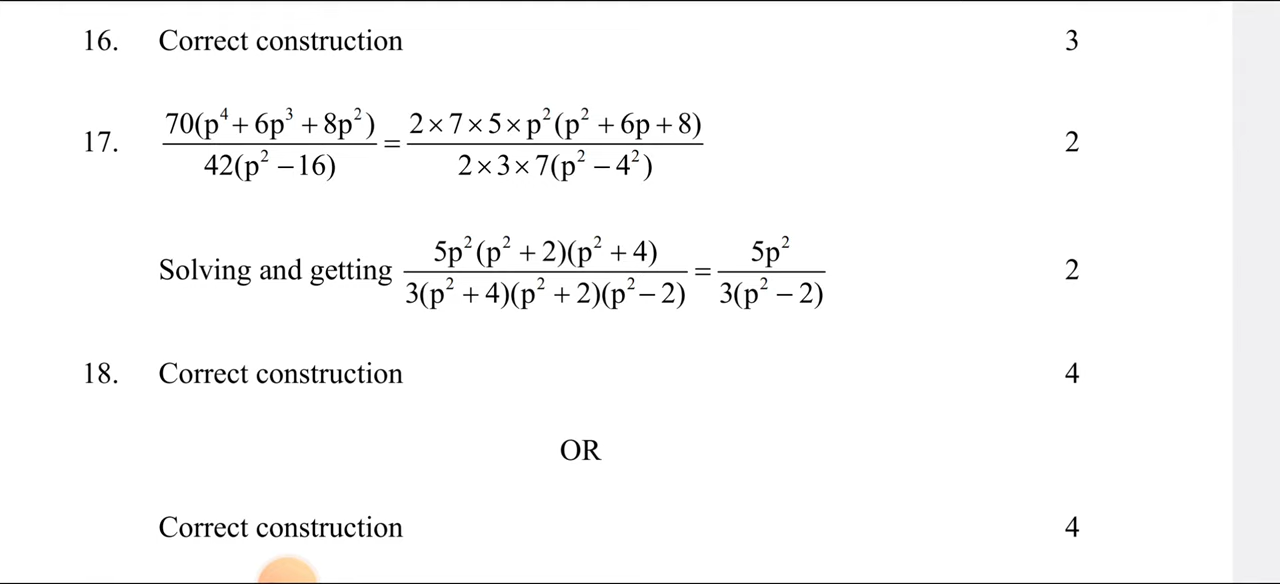 16. Correct construction 3
17. 70(p⁴+ 6p³ + 8p²) / 42(p² – 16) = 2 × 7 × 5 × p²(p² + 6p + 8) / 2 × 3 × 7(p² – 4²) 2
Solving and getting 5p²(p² + 2)(p² + 4) / 3(p² + 4)(p² + 2)(p² – 2) = 5p² / 3(p² – 2) 2
18. Correct construction 4
OR
Correct construction 4